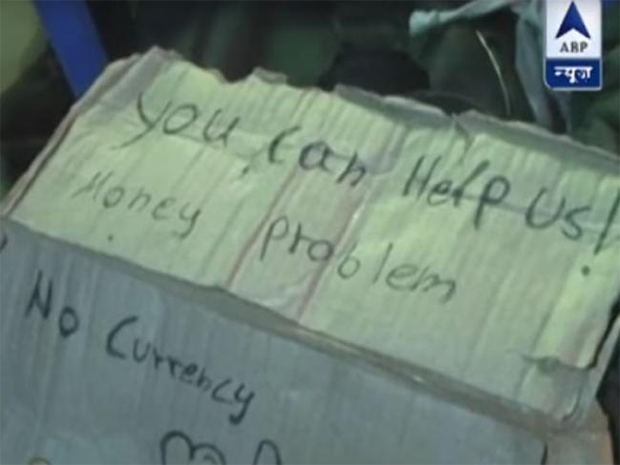 ABP
न्यूज़
You can Help us!
Money problem
No Currency